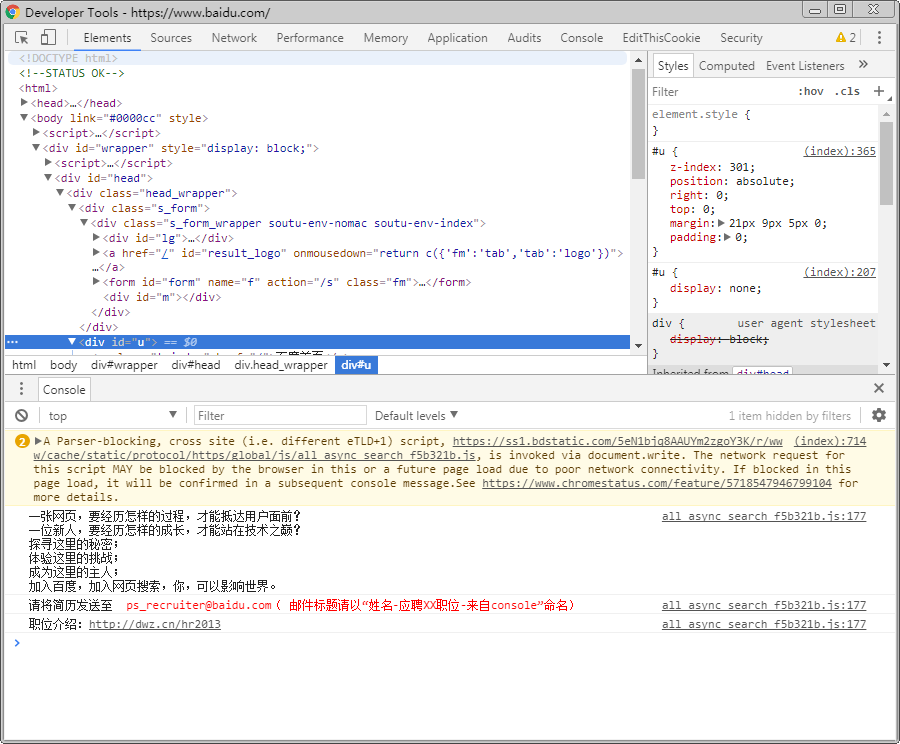 Developer Tools - https://www.baidu.com/
Elements Sources Network Performance Memory Application Audits Console EditThisCookie Security 2
<!DOCTYPE html>
<!--STATUS OK-->
<html>
<head>…</head>
<body link="#0000cc" style>
<script>…</script>
<div id="wrapper" style="display: block;">
<script>…</script>
<div id="head">
<div class="head_wrapper">
<div class="s_form">
<div class="s_form_wrapper soutu-env-nomac soutu-env-index">
<div id="lg">…</div>
<a href="/" id="result_logo" onmousedown="return c({'fm':'tab','tab':'logo'})">
…</a>
<form id="form" name="f" action="/s" class="fm">…</form>
<div id="m"></div>
</div>
</div>
<div id="u"> == $0
html body div#wrapper div#head div.head_wrapper div#u
Styles Computed Event Listeners »
Filter :hov .cls +
element.style {
}
#u { (index):365
z-index: 301;
position: absolute;
right: 0;
top: 0;
margin: 21px 9px 5px 0;
padding: 0;
}
#u { (index):207
display: none;
}
div { user agent stylesheet
display: block;
}
Inherited from div#head
Console
top Filter Default levels 1 item hidden by filters
2 A Parser-blocking, cross site (i.e. different eTLD+1) script, https://ss1.bdstatic.com/5eN1bjq8AAUYm2zgoY3K/r/ww (index):714
w/cache/static/protocol/https/global/js/all_async_search_f5b321b.js, is invoked via document.write. The network request for
this script MAY be blocked by the browser in this or a future page load due to poor network connectivity. If blocked in this
page load, it will be confirmed in a subsequent console message.See https://www.chromestatus.com/feature/5718547946799104 for
more details.
一张网页，要经历怎样的过程，才能抵达用户面前？ all_async_search_f5b321b.js:177
一位新人，要经历怎样的成长，才能站在技术之巅？
探寻这里的秘密；
体验这里的挑战；
成为这里的主人；
加入百度，加入网页搜索，你，可以影响世界。
请将简历发送至 ps_recruiter@baidu.com（ 邮件标题请以“姓名-应聘XX职位-来自console”命名） all_async_search_f5b321b.js:177
职位介绍：http://dwz.cn/hr2013 all_async_search_f5b321b.js:177